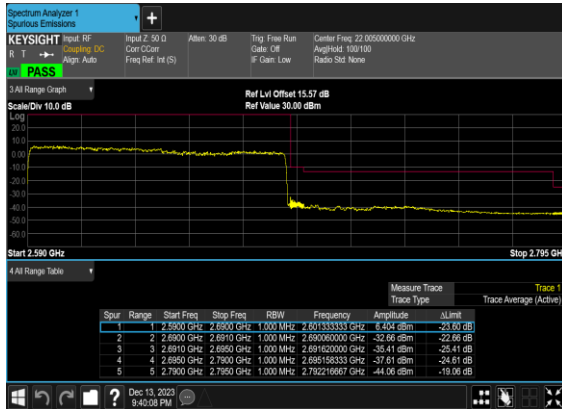 Spectrum Analyzer 1
Spurious Emissions
KEYSIGHT Input: RF Input Z: 50 Ω Atten: 30 dB Trig: Free Run Center Freq: 22.005000000 GHz
R T Coupling: DC Corr CCorr Gate: Off Avg|Hold: 100/100
Align: Auto Freq Ref: Int (S) IF Gain: Low Radio Std: None
LXI PASS
3 All Range Graph
Ref Lvl Offset 15.57 dB
Scale/Div 10.0 dB Ref Value 30.00 dBm
Log
20.0
10.0
0.00
-10.0
-20.0
-30.0
-40.0
-50.0
-60.0
Start 2.590 GHz Stop 2.795 GH
4 All Range Table
Measure Trace Trace 1
Trace Type Trace Average (Active)
Spur Range Start Freq Stop Freq RBW Frequency Amplitude ΔLimit
1 1 2.5900 GHz 2.6900 GHz 1.000 MHz 2.601333333 GHz 6.404 dBm -23.60 dB
2 2 2.6900 GHz 2.6910 GHz 1.000 MHz 2.690060000 GHz -32.66 dBm -22.66 dB
3 3 2.6910 GHz 2.6950 GHz 1.000 MHz 2.691620000 GHz -35.41 dBm -25.41 dB
4 4 2.6950 GHz 2.7900 GHz 1.000 MHz 2.695158333 GHz -37.61 dBm -24.61 dB
5 5 2.7900 GHz 2.7950 GHz 1.000 MHz 2.792216667 GHz -44.06 dBm -19.06 dB
Dec 13, 2023
9:40:08 PM